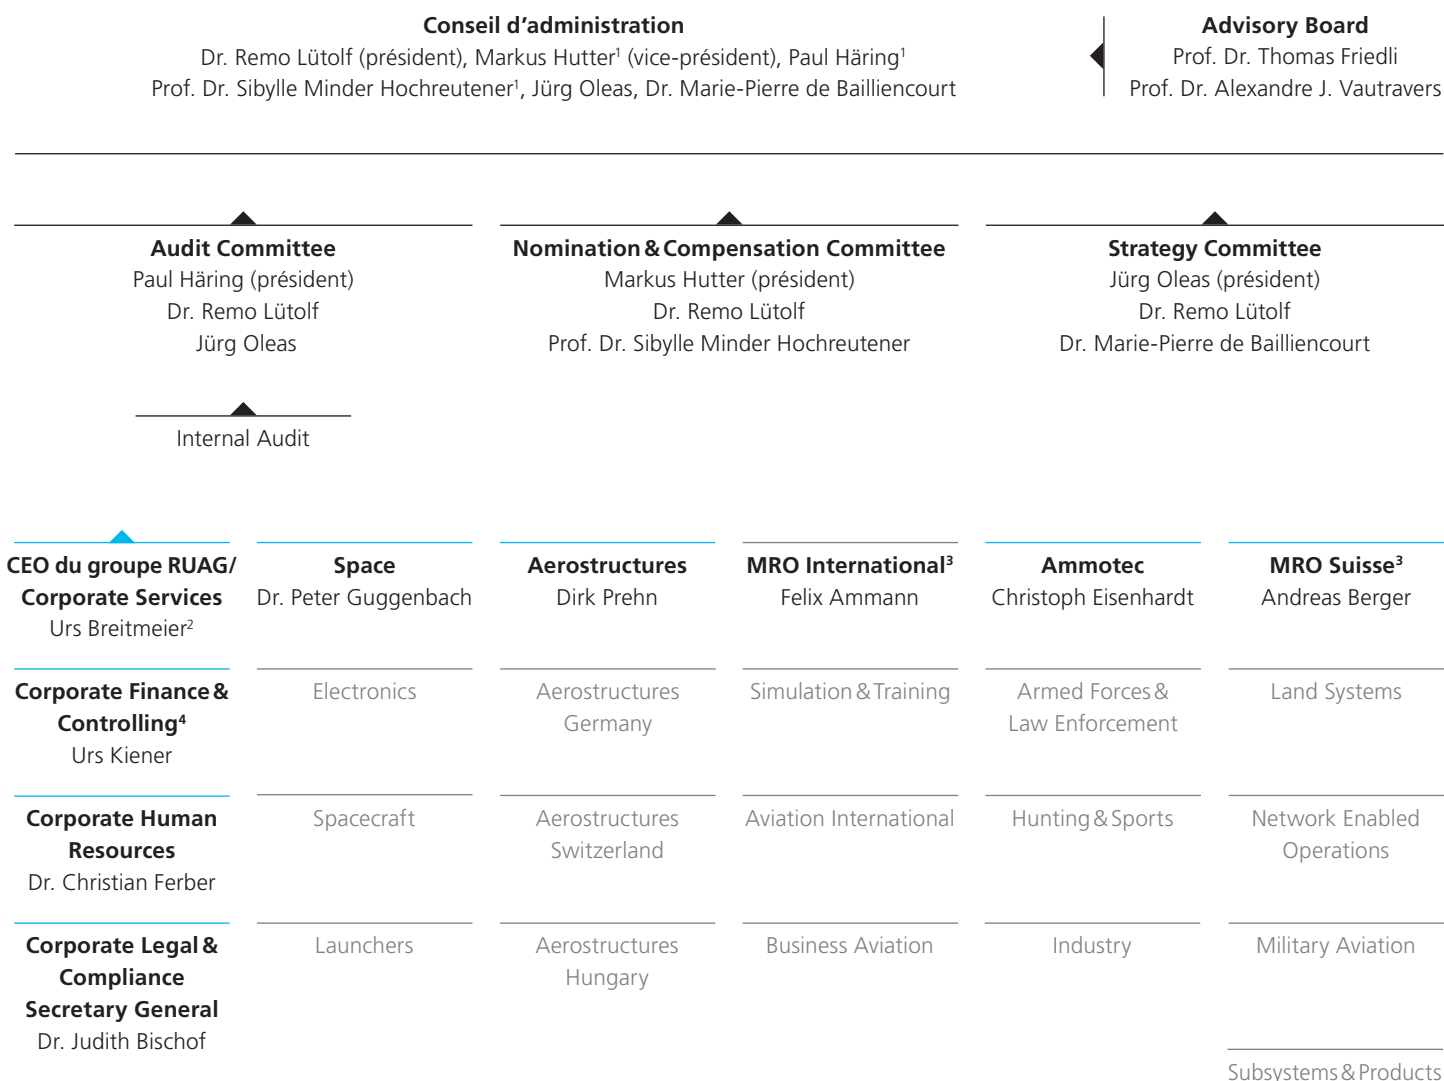 Conseil d'administration
Dr. Remo Lütolf (président), Markus Hutter¹ (vice-président), Paul Häring¹
Prof. Dr. Sibylle Minder Hochreutener¹, Jürg Oleas, Dr. Marie-Pierre de Bailliencourt
Advisory Board
Prof. Dr. Thomas Friedli
Prof. Dr. Alexandre J. Vautravers
Audit Committee
Paul Häring (président)
Dr. Remo Lütolf
Jürg Oleas
Nomination & Compensation Committee
Markus Hutter (président)
Dr. Remo Lütolf
Prof. Dr. Sibylle Minder Hochreutener
Strategy Committee
Jürg Oleas (président)
Dr. Remo Lütolf
Dr. Marie-Pierre de Bailliencourt
Internal Audit
CEO du groupe RUAG/
Corporate Services
Urs Breitmeier²
Space
Dr. Peter Guggenbach
Aerostructures
Dirk Prehn
MRO International³
Felix Ammann
Ammotec
Christoph Eisenhardt
MRO Suisse³
Andreas Berger
Corporate Finance &
Controlling⁴
Urs Kiener
Electronics
Aerostructures
Germany
Simulation & Training
Armed Forces &
Law Enforcement
Land Systems
Corporate Human
Resources
Dr. Christian Ferber
Spacecraft
Aerostructures
Switzerland
Aviation International
Hunting & Sports
Network Enabled
Operations
Corporate Legal &
Compliance
Secretary General
Dr. Judith Bischof
Launchers
Aerostructures
Hungary
Business Aviation
Industry
Military Aviation
Subsystems & Products